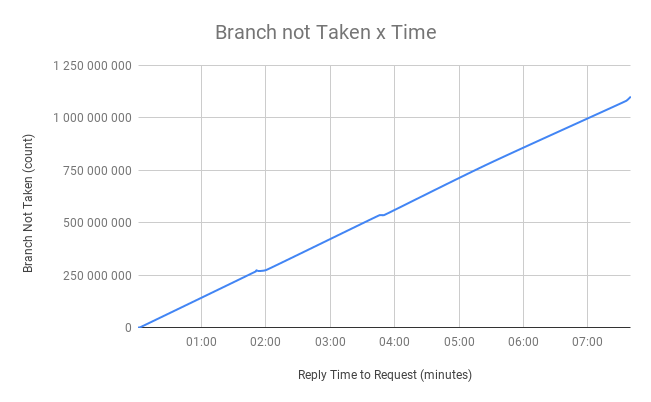 Branch not Taken x Time
1 250 000 000
1 000 000 000
750 000 000
500 000 000
250 000 000
0
Branch Not Taken (count)
01:00 02:00 03:00 04:00 05:00 06:00 07:00
Reply Time to Request (minutes)